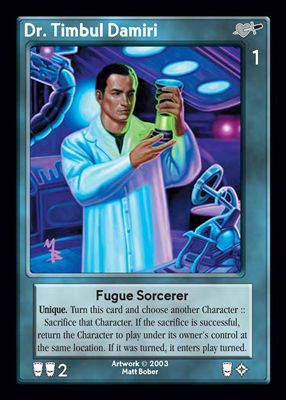 Dr. Timbul Damiri
1
MB
Fugue Sorcerer
Unique. Turn this card and choose another Character ::
Sacrifice that Character. If the sacrifice is successful,
return the Character to play under its owner's control at
the same location. If it was turned, it enters play turned.
2
Artwork © 2003
Matt Bober